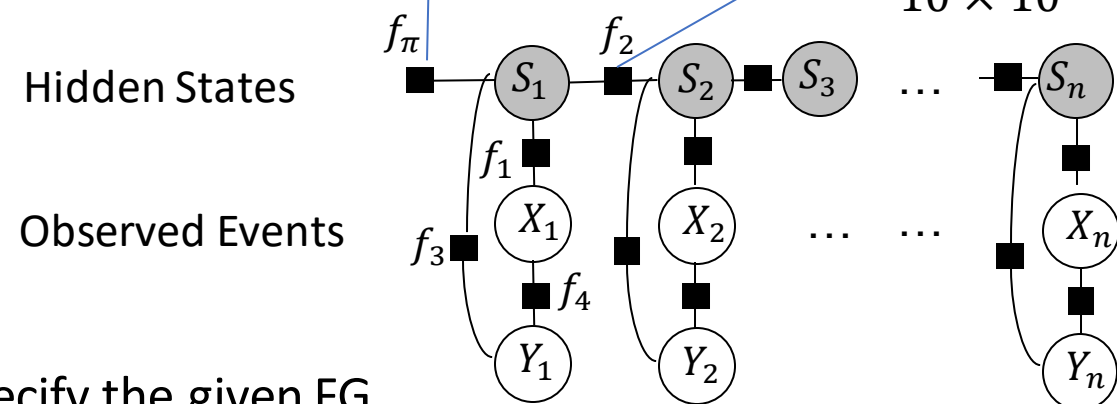 10 × 10
f_π f_2
Hidden States S_1 S_2 S_3 ... S_n
f_1
Observed Events X_1 X_2 ... ... X_n
f_3 f_4
Y_1 Y_2 Y_n
ecify the given FG